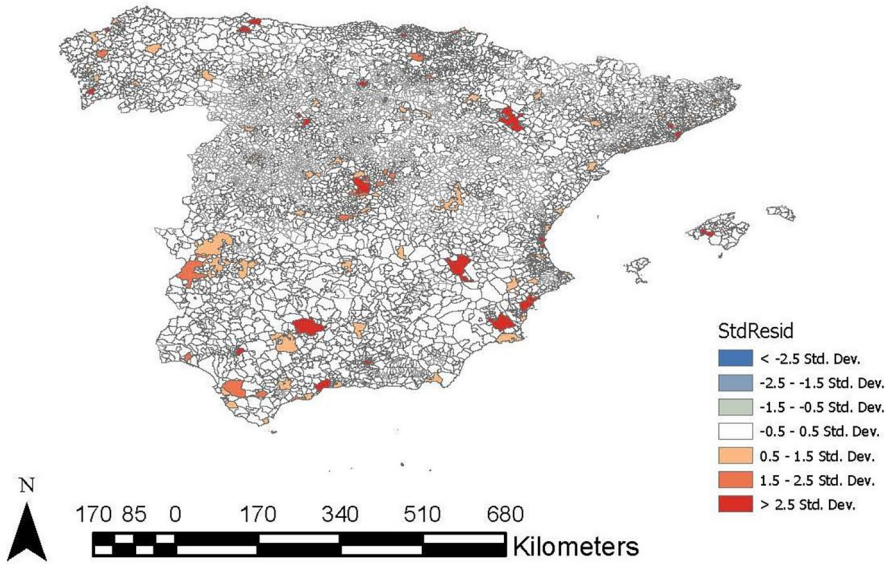 StdResid
< -2.5 Std. Dev.
-2.5 - -1.5 Std. Dev.
-1.5 - -0.5 Std. Dev.
-0.5 - 0.5 Std. Dev.
0.5 - 1.5 Std. Dev.
1.5 - 2.5 Std. Dev.
> 2.5 Std. Dev.
N
170 85 0 170 340 510 680
Kilometers